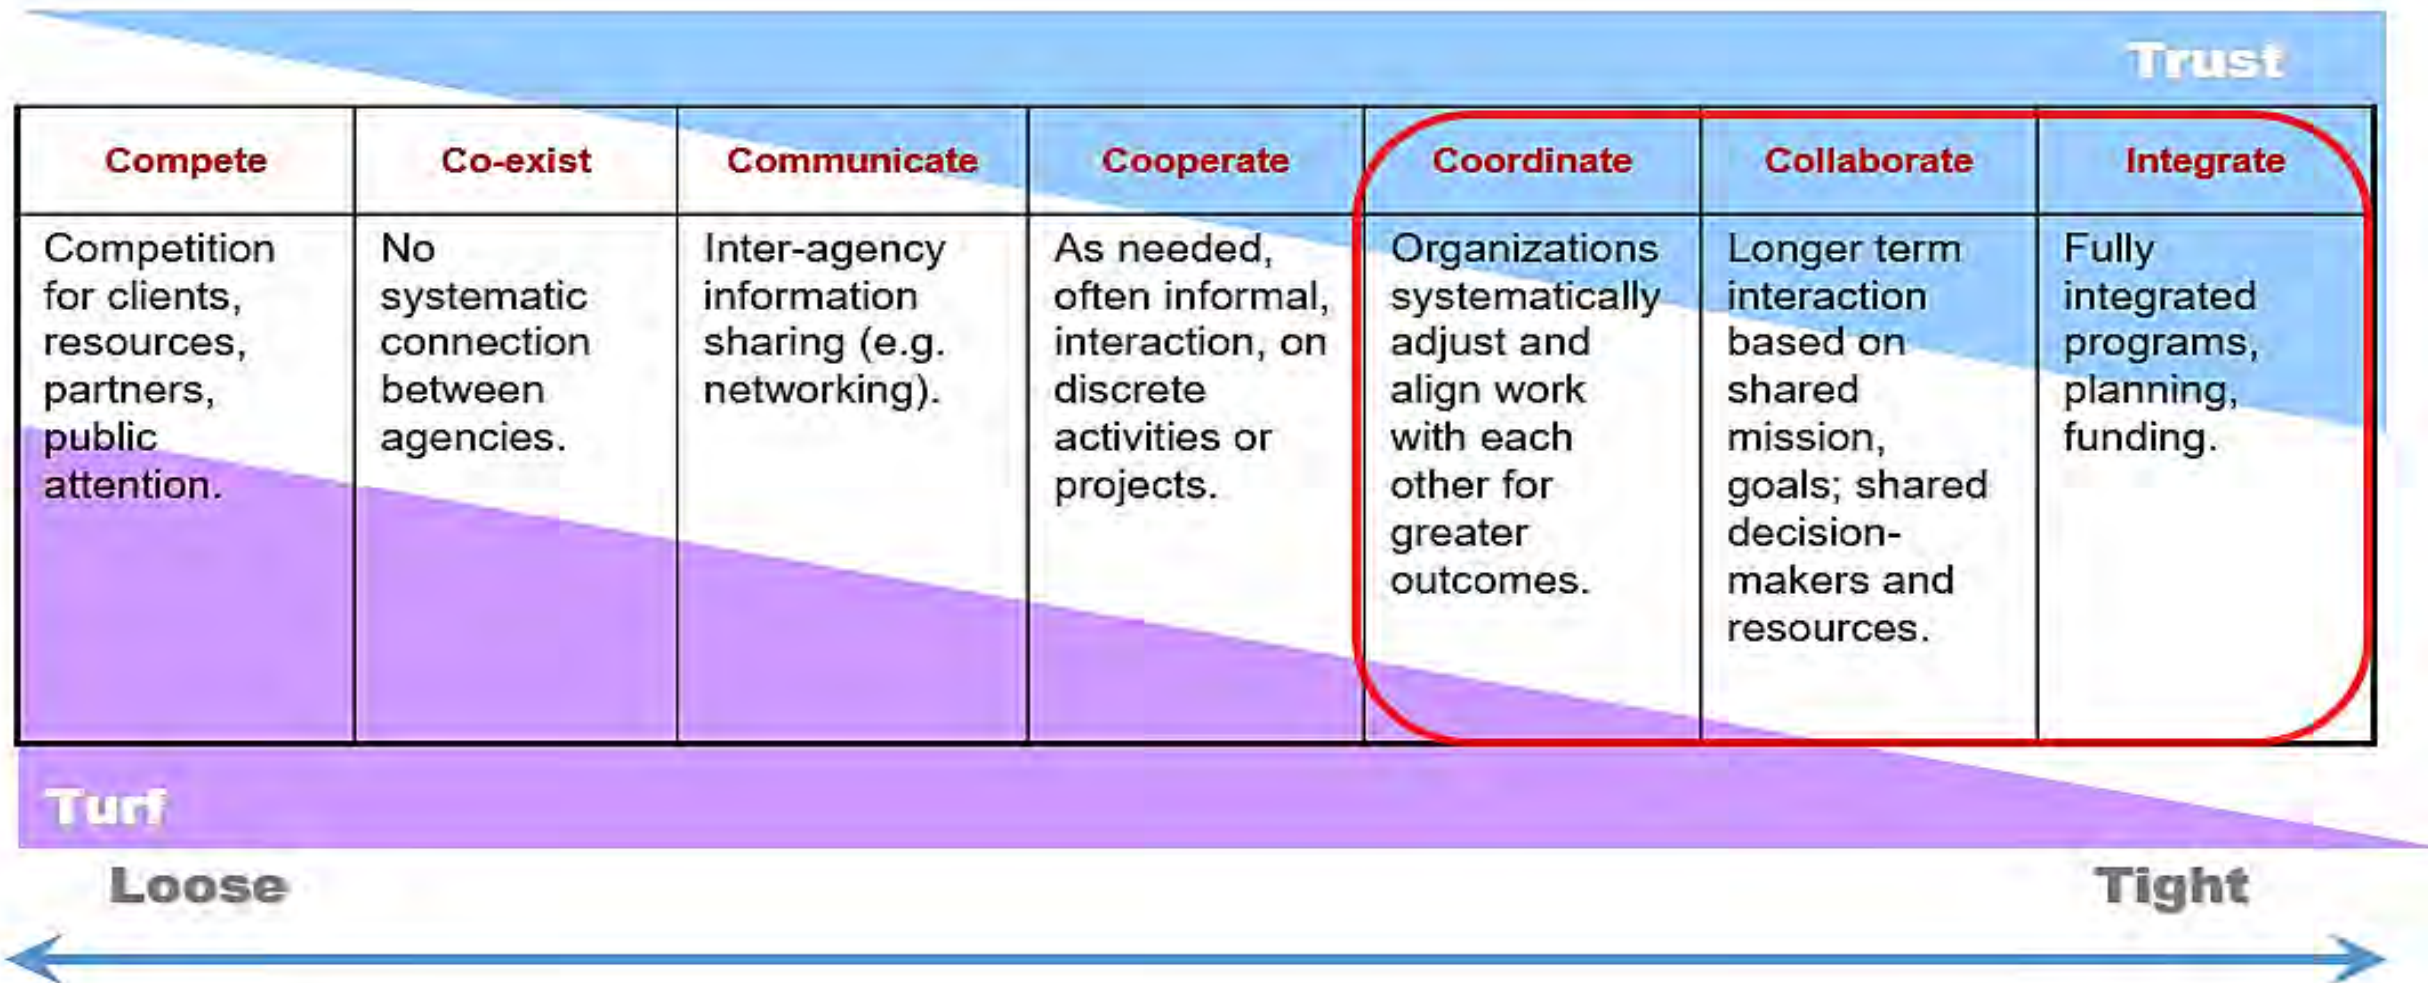 Trust
Compete
Co-exist
Communicate
Cooperate
Coordinate
Collaborate
Integrate
Competition
for clients,
resources,
partners,
public
attention.
No
systematic
connection
between
agencies.
Inter-agency
information
sharing (e.g.
networking).
As needed,
often informal,
interaction, on
discrete
activities or
projects.
Organizations
systematically
adjust and
align work
with each
other for
greater
outcomes.
Longer term
interaction
based on
shared
mission,
goals; shared
decision-
makers and
resources.
Fully
integrated
programs,
planning,
funding.
Turf
Loose
Tight